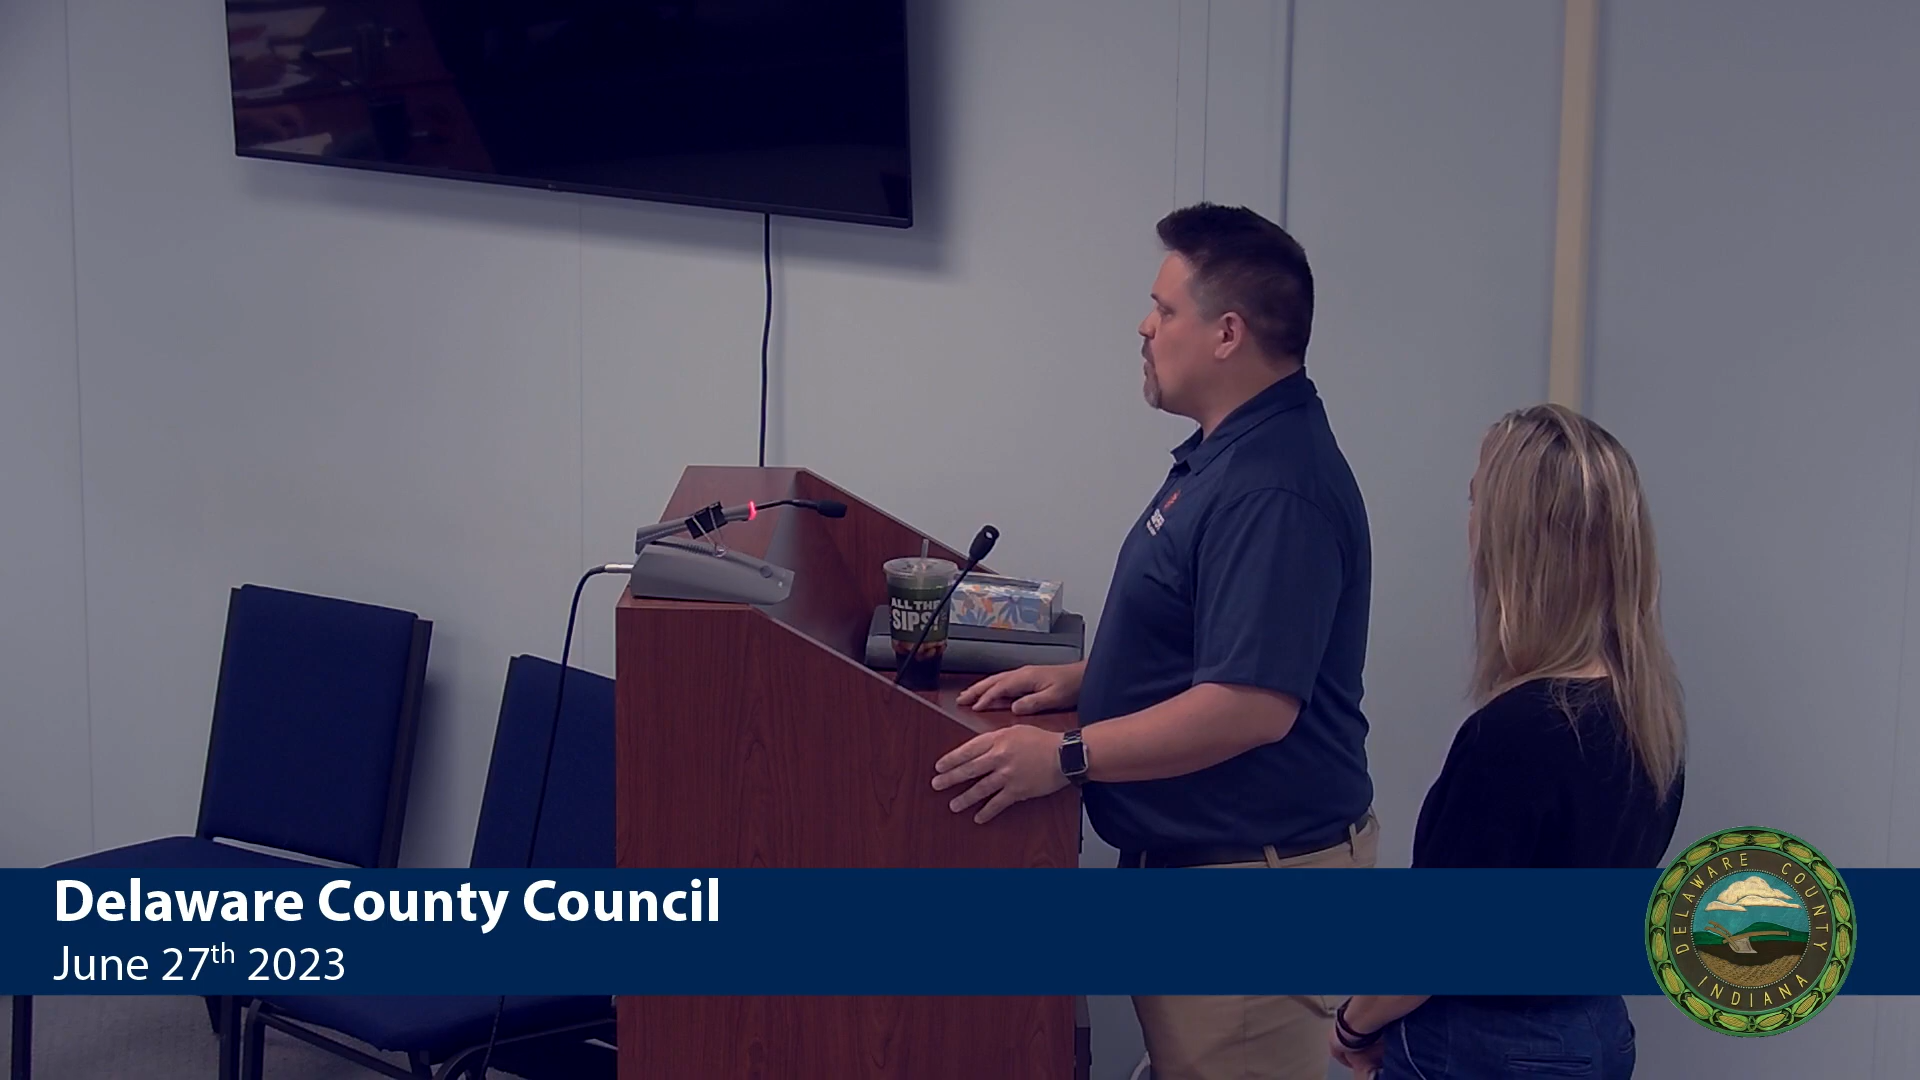 ALL THE
SIPS!
Delaware County Council
June 27th 2023
DELAWARE COUNTY
INDIANA